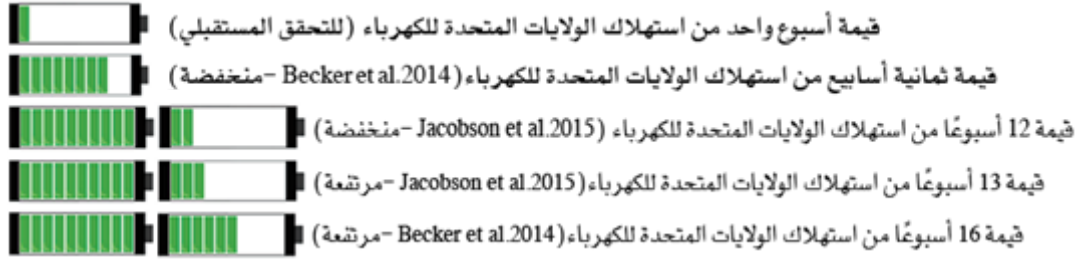 قيمة أسبوع واحد من استهلاك الولايات المتحدة للكهرباء (للتحقق المستقبلي)
قيمة ثمانية أسابيع من استهلاك الولايات المتحدة للكهرباء (Becker et al.2014 -منخفضة)
قيمة 12 أسبوعًا من استهلاك الولايات المتحدة للكهرباء (Jacobson et al.2015 -منخفضة)
قيمة 13 أسبوعًا من استهلاك الولايات المتحدة للكهرباء (Jacobson et al.2015 -مرتفعة)
قيمة 16 أسبوعًا من استهلاك الولايات المتحدة للكهرباء (Becker et al.2014 -مرتفعة)